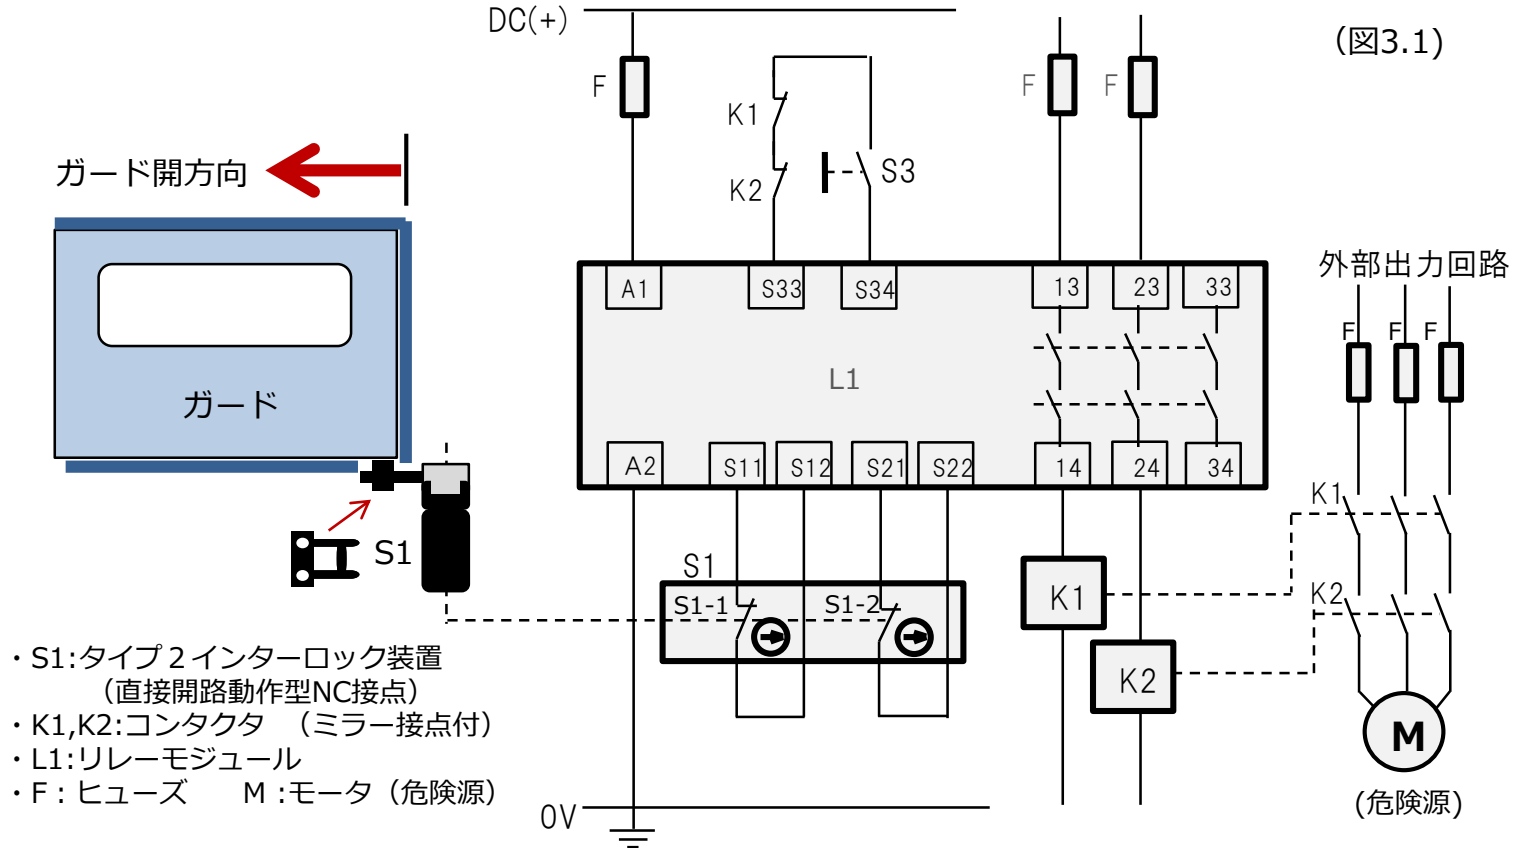 DC(+)
(図3.1)
F
K1
K2
S3
F
F
ガード開方向
外部出力回路
A1
S33
S34
13
23
33
F
F
F
L1
ガード
A2
S11
S12
S21
S22
14
24
34
K1
S1
S1
S1-1
S1-2
K1
K2
K2
M
(危険源)
・S1:タイプ２インターロック装置
（直接開路動作型NC接点）
・K1,K2:コンタクタ （ミラー接点付）
・L1:リレーモジュール
・F：ヒューズ M :モータ（危険源）
0V